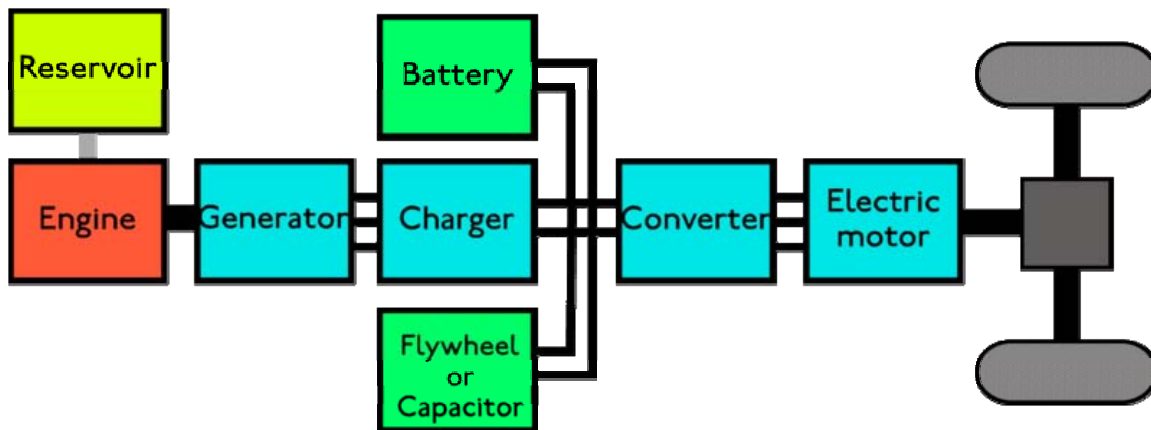 Reservoir
Battery
Engine
Generator
Charger
Converter
Electric
motor
Flywheel
or
Capacitor